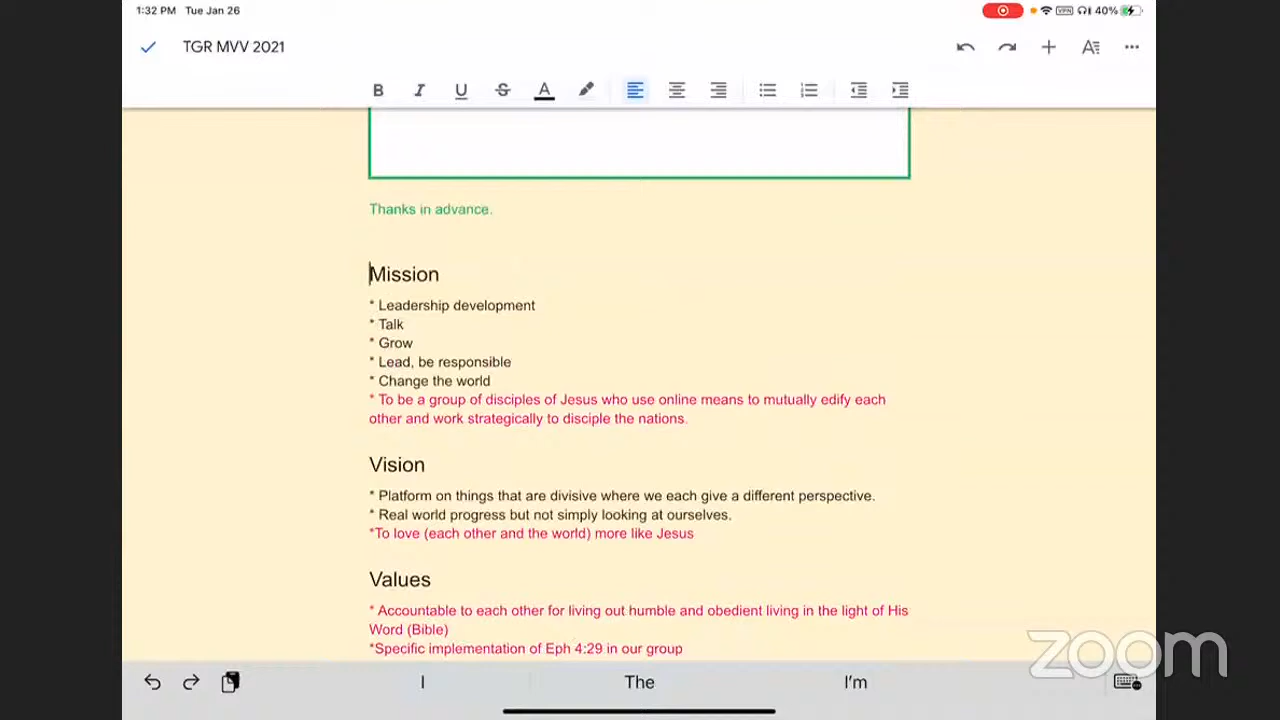 1:32 PM Tue Jan 26
VPN 40%
TGR MVV 2021
B I U S A
Thanks in advance.
Mission
* Leadership development
* Talk
* Grow
* Lead, be responsible
* Change the world
* To be a group of disciples of Jesus who use online means to mutually edify each
other and work strategically to disciple the nations.
Vision
* Platform on things that are divisive where we each give a different perspective.
* Real world progress but not simply looking at ourselves.
*To love (each other and the world) more like Jesus
Values
* Accountable to each other for living out humble and obedient living in the light of His
Word (Bible)
*Specific implementation of Eph 4:29 in our group
zoom
I The I'm